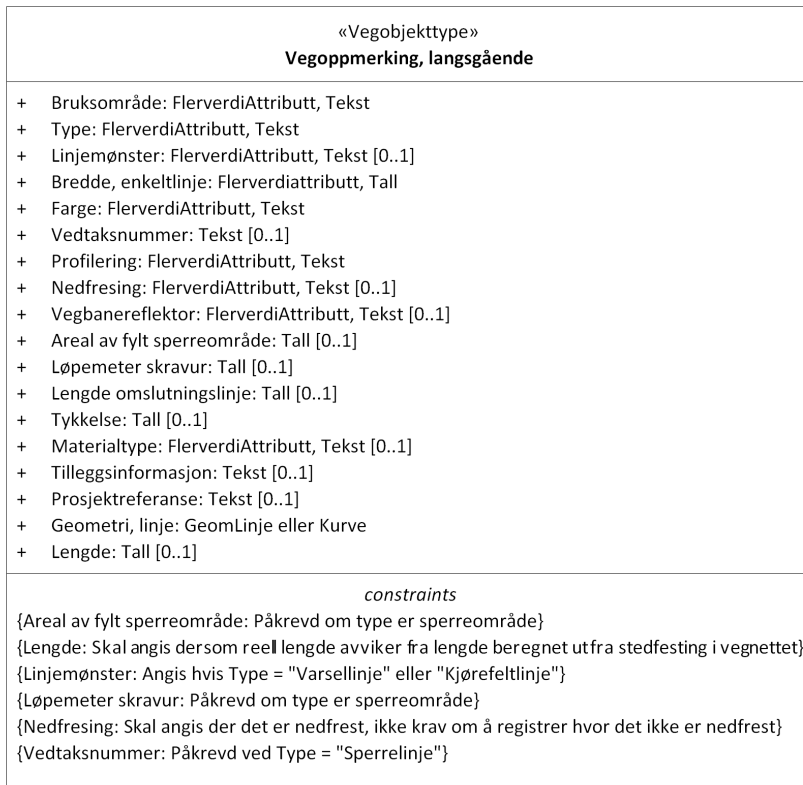 «Vegobjekttype»
Vegoppmerking, langsgående
+ Bruksområde: FlerverdiAttributt, Tekst
+ Type: FlerverdiAttributt, Tekst
+ Linjemønster: FlerverdiAttributt, Tekst [0..1]
+ Bredde, enkeltlinje: Flerverdiattributt, Tall
+ Farge: FlerverdiAttributt, Tekst
+ Vedtaksnummer: Tekst [0..1]
+ Profilering: FlerverdiAttributt, Tekst
+ Nedfresing: FlerverdiAttributt, Tekst [0..1]
+ Vegbanereflektor: FlerverdiAttributt, Tekst [0..1]
+ Areal av fylt sperreområde: Tall [0..1]
+ Løpemeter skravur: Tall [0..1]
+ Lengde omslutningslinje: Tall [0..1]
+ Tykkelse: Tall [0..1]
+ Materialtype: FlerverdiAttributt, Tekst [0..1]
+ Tilleggsinformasjon: Tekst [0..1]
+ Prosjektreferanse: Tekst [0..1]
+ Geometri, linje: GeomLinje eller Kurve
+ Lengde: Tall [0..1]
constraints
{Areal av fylt sperreområde: Påkrevd om type er sperreområde}
{Lengde: Skal angis dersom reell lengde avviker fra lengde beregnet utfra stedfesting i vegnettet}
{Linjemønster: Angis hvis Type = "Varsellinje" eller "Kjørefeltlinje"}
{Løpemeter skravur: Påkrevd om type er sperreområde}
{Nedfresing: Skal angis der det er nedfrest, ikke krav om å registrer hvor det ikke er nedfrest}
{Vedtaksnummer: Påkrevd ved Type = "Sperrelinje"}